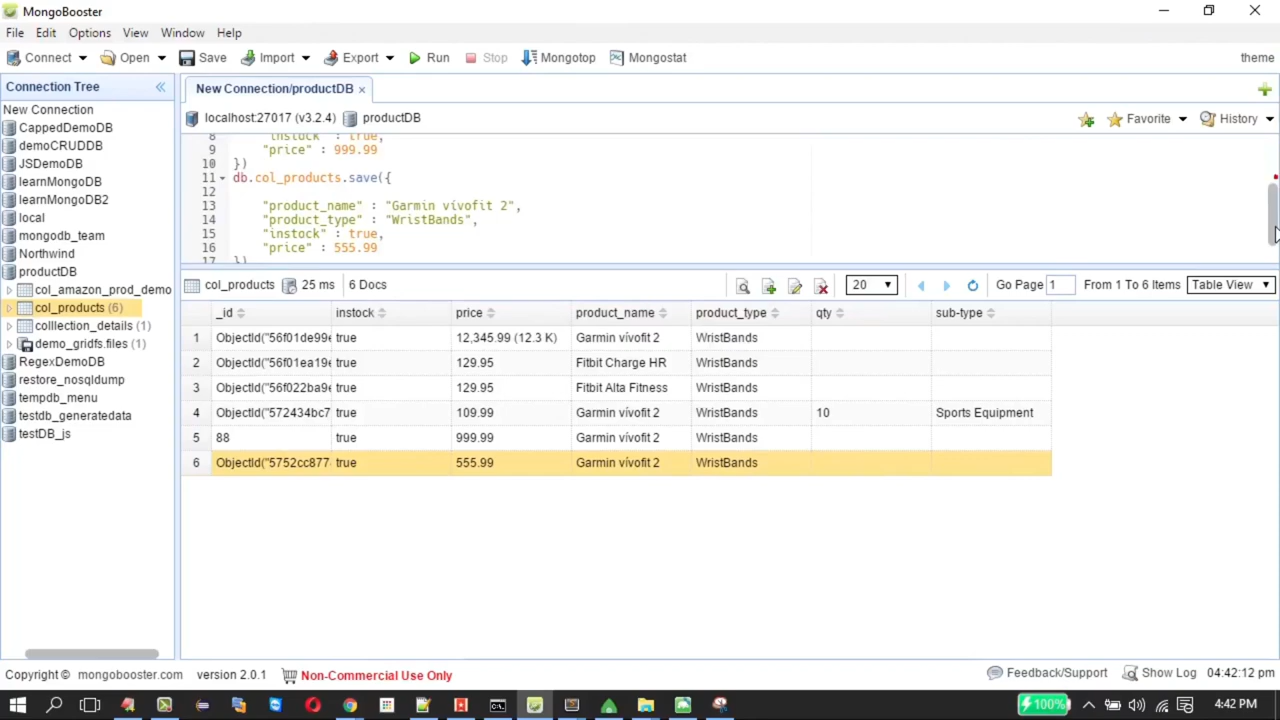 MongoBooster
File Edit Options View Window Help
Connect Open Save Import Export Run Stop Mongotop Mongostat theme
Connection Tree
New Connection
CappedDemoDB
demoCRUDDB
JSDemoDB
learnMongoDB
learnMongoDB2
local
mongodb_team
Northwind
productDB
col_amazon_prod_demo
col_products (6)
colllection_details (1)
demo_gridfs.files (1)
RegexDemoDB
restore_nosqldump
tempdb_menu
testdb_generatedata
testDB_js
New Connection/productDB ×
localhost:27017 (v3.2.4) productDB Favorite History
8 "instock" : true,
9 "price" : 999.99
10 })
11 db.col_products.save({
12
13 "product_name" : "Garmin vívofit 2",
14 "product_type" : "WristBands",
15 "instock" : true,
16 "price" : 555.99
17 })
col_products 25 ms 6 Docs 20 Go Page 1 From 1 To 6 Items Table View
_id instock price product_name product_type qty sub-type
1 ObjectId("56f01de99e true 12,345.99 (12.3 K) Garmin vívofit 2 WristBands
2 ObjectId("56f01ea19e true 129.95 Fitbit Charge HR WristBands
3 ObjectId("56f022ba9e true 129.95 Fitbit Alta Fitness WristBands
4 ObjectId("572434bc7 true 109.99 Garmin vívofit 2 WristBands 10 Sports Equipment
5 88 true 999.99 Garmin vívofit 2 WristBands
6 ObjectId("5752cc877 true 555.99 Garmin vívofit 2 WristBands
Copyright © mongobooster.com version 2.0.1 Non-Commercial Use Only Feedback/Support Show Log 04:42:12 pm
100% 4:42 PM